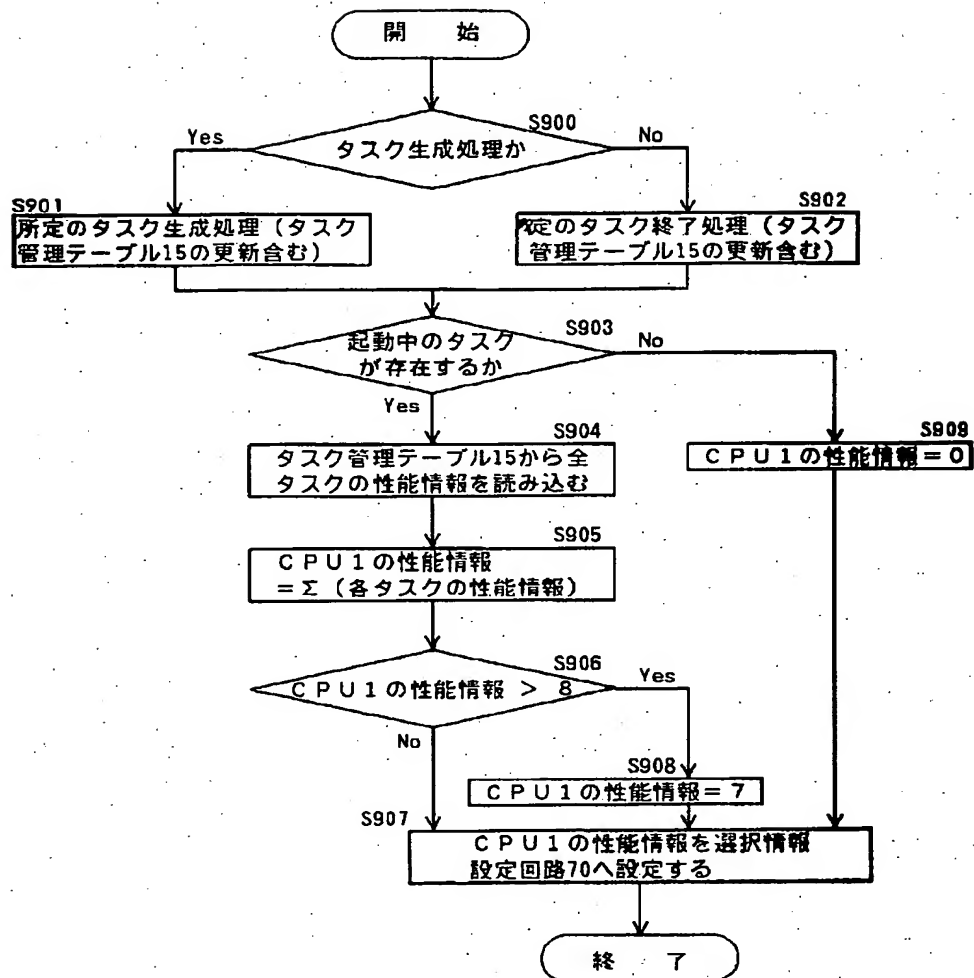 開 始
S900
Yes
タスク生成処理か
No
S901
所定のタスク生成処理(タスク
管理テーブル15の更新含む)
S902
定のタスク終了処理(タスク
管理テーブル15の更新含む)
S903
起動中のタスク
が存在するか
No
Yes
S904
タスク管理テーブル15から全
タスクの性能情報を読み込む
S909
CPU1の性能情報=0
S905
CPU1の性能情報
=Σ(各タスクの性能情報)
S906
CPU1の性能情報 > 8
Yes
No
S908
CPU1の性能情報=7
S907
CPU1の性能情報を選択情報
設定回路70へ設定する
終 了